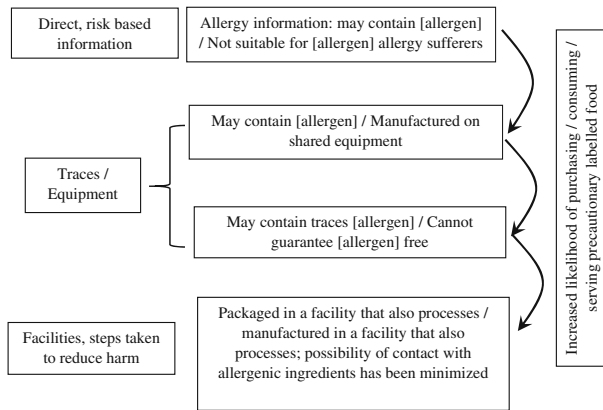 Direct, risk based
information
Allergy information: may contain [allergen]
/ Not suitable for [allergen] allergy sufferers
May contain [allergen] / Manufactured on
shared equipment
Traces /
Equipment
May contain traces [allergen] / Cannot
guarantee [allergen] free
Facilities, steps taken
to reduce harm
Packaged in a facility that also processes /
manufactured in a facility that also
processes; possibility of contact with
allergenic ingredients has been minimized
Increased likelihood of purchasing / consuming /
serving precautionary labelled food